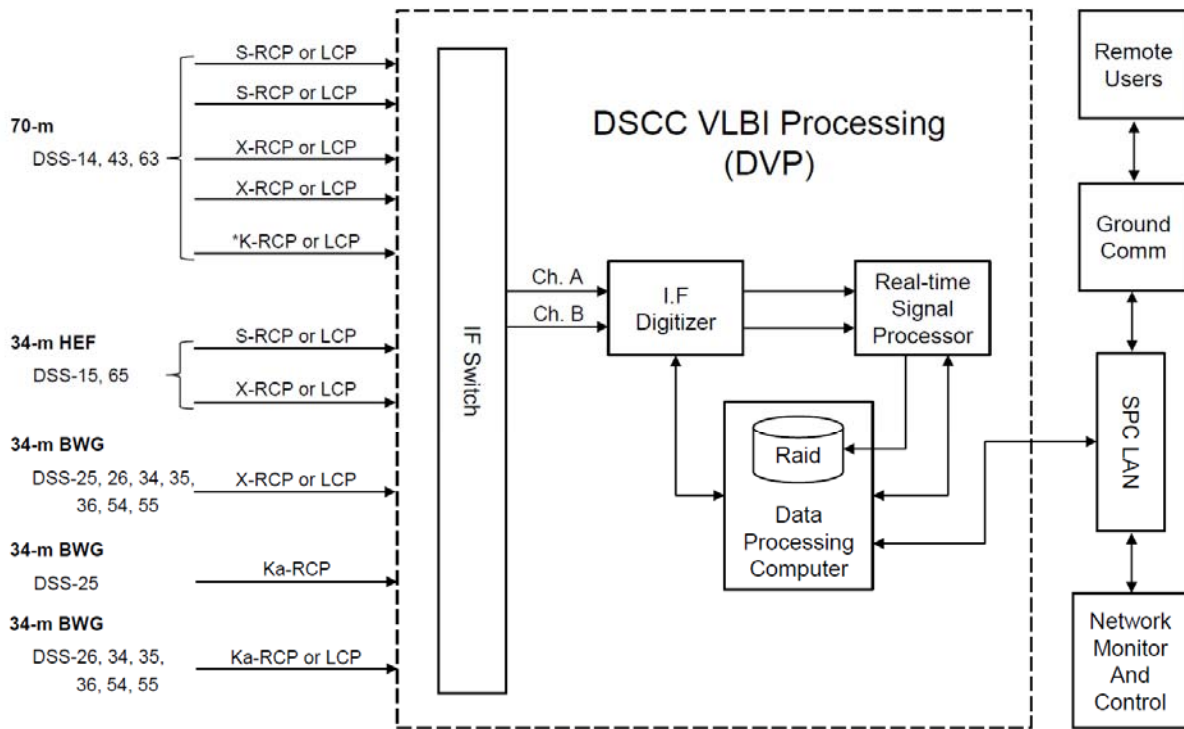 70-m
DSS-14, 43, 63
S-RCP or LCP
S-RCP or LCP
X-RCP or LCP
X-RCP or LCP
*K-RCP or LCP
34-m HEF
DSS-15, 65
S-RCP or LCP
X-RCP or LCP
34-m BWG
DSS-25, 26, 34, 35,
36, 54, 55
X-RCP or LCP
34-m BWG
DSS-25
Ka-RCP
34-m BWG
DSS-26, 34, 35,
36, 54, 55
Ka-RCP or LCP
IF Switch
DSCC VLBI Processing
(DVP)
Ch. A
Ch. B
I.F
Digitizer
Real-time
Signal
Processor
Raid
Data
Processing
Computer
Remote
Users
Ground
Comm
SPC LAN
Network
Monitor
And
Control